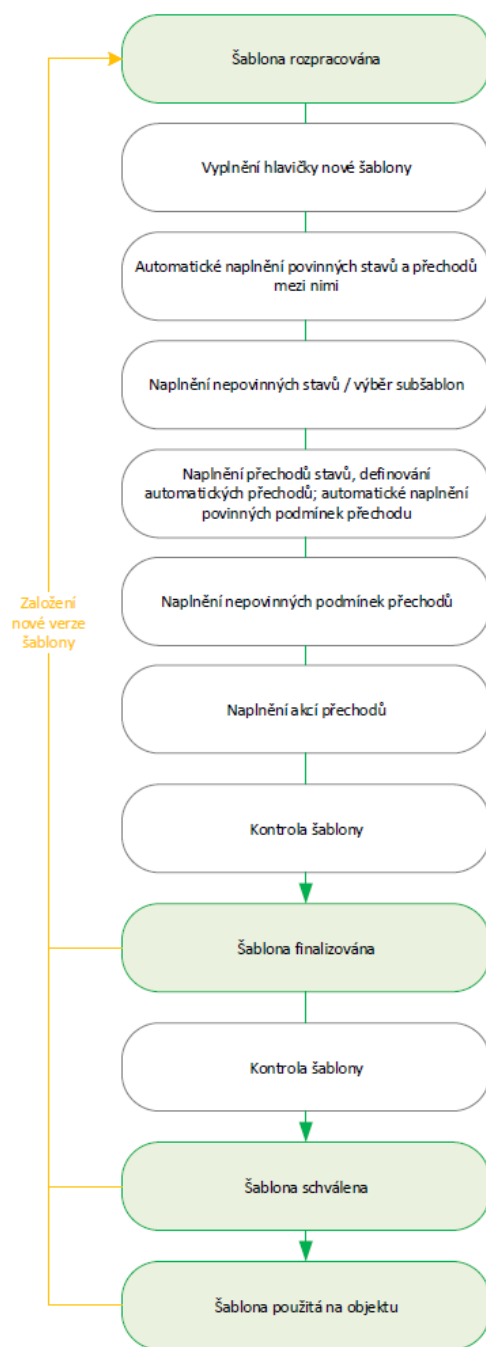 Šablona rozpracována
Vyplnění hlavičky nové šablony
Automatické naplnění povinných stavů a přechodů
mezi nimi
Naplnění nepovinných stavů / výběr subšablon
Naplnění přechodů stavů, definování
automatických přechodů; automatické naplnění
povinných podmínek přechodu
Naplnění nepovinných podmínek přechodů
Založení
nové verze
šablony
Naplnění akcí přechodů
Kontrola šablony
Šablona finalizována
Kontrola šablony
Šablona schválena
Šablona použitá na objektu